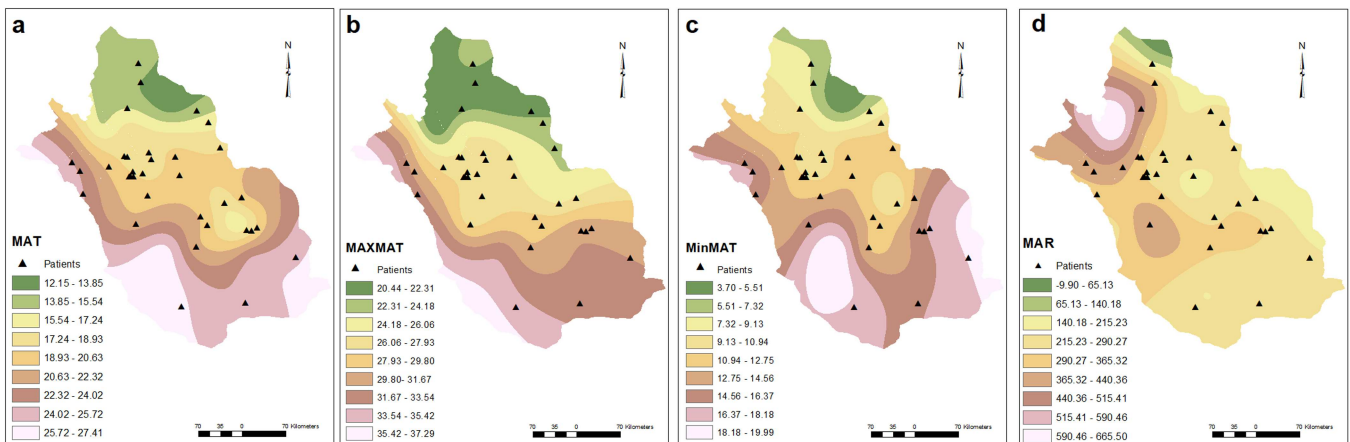 a
N
MAT
Patients
12.15 - 13.85
13.85 - 15.54
15.54 - 17.24
17.24 - 18.93
18.93 - 20.63
20.63 - 22.32
22.32 - 24.02
24.02 - 25.72
25.72 - 27.41
70 35 0 70 Kilometers
b
N
MAXMAT
Patients
20.44 - 22.31
22.31 - 24.18
24.18 - 26.06
26.06 - 27.93
27.93 - 29.80
29.80- 31.67
31.67 - 33.54
33.54 - 35.42
35.42 - 37.29
70 35 0 70 Kilometers
c
N
MinMAT
Patients
3.70 - 5.51
5.51 - 7.32
7.32 - 9.13
9.13 - 10.94
10.94 - 12.75
12.75 - 14.56
14.56 - 16.37
16.37 - 18.18
18.18 - 19.99
70 35 0 70 Kilometers
d
N
MAR
Patients
-9.90 - 65.13
65.13 - 140.18
140.18 - 215.23
215.23 - 290.27
290.27 - 365.32
365.32 - 440.36
440.36 - 515.41
515.41 - 590.46
590.46 - 665.50
70 35 0 70 Kilometers